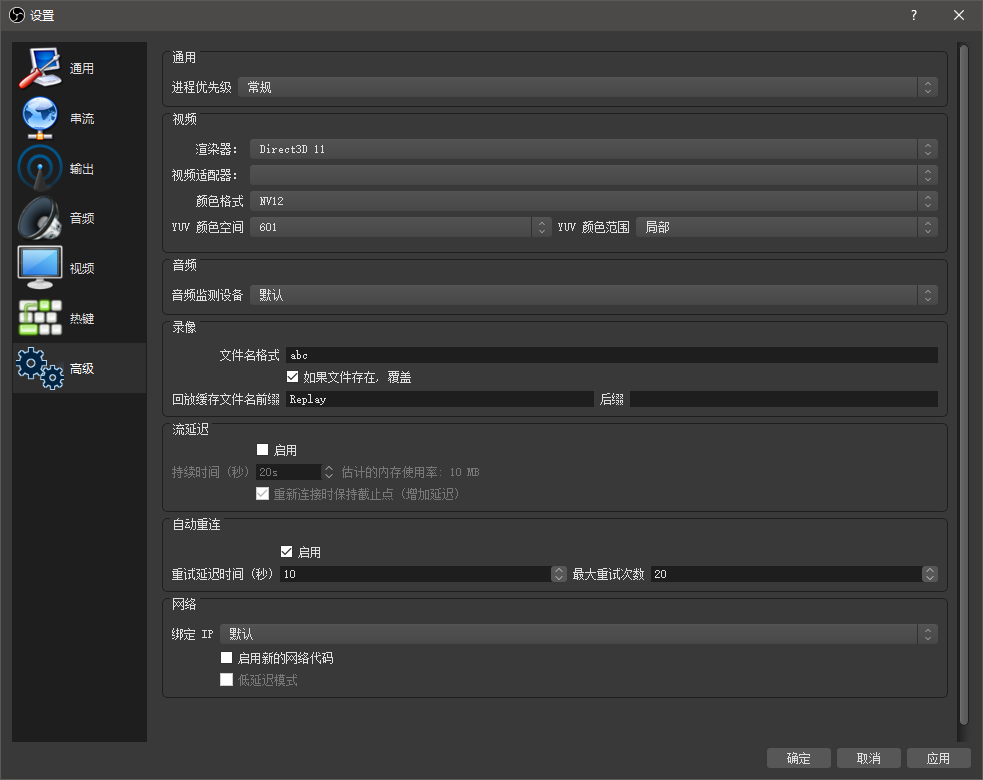 设置 ?
通用
串流
输出
音频
视频
热键
高级
通用
进程优先级 常规
视频
渲染器: Direct3D 11
视频适配器:
颜色格式 NV12
YUV 颜色空间 601 YUV 颜色范围 局部
音频
音频监测设备 默认
录像
文件名格式 abc
如果文件存在, 覆盖
回放缓存文件名前缀 Replay 后缀
流延迟
启用
持续时间 (秒) 20s 估计的内存使用率: 10 MB
重新连接时保持截止点 (增加延迟)
自动重连
启用
重试延迟时间 (秒) 10 最大重试次数 20
网络
绑定 IP 默认
启用新的网络代码
低延迟模式
确定 取消 应用